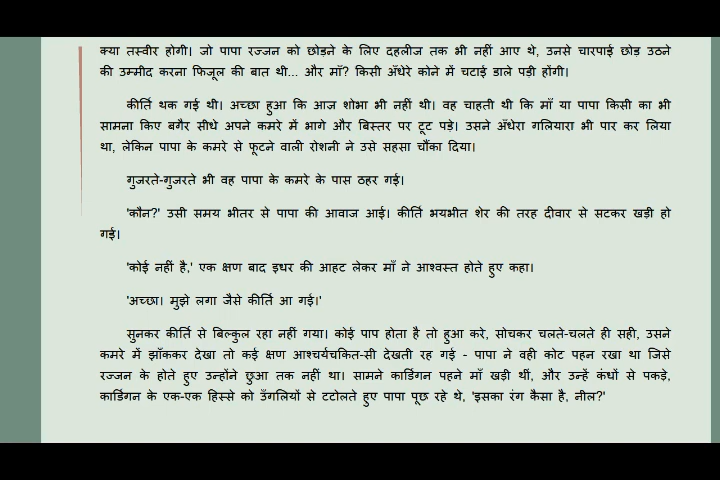 क्या तस्वीर होगी। जो पापा रज्जन को छोड़ने के लिए दहलीज तक भी नहीं आए थे, उनसे चारपाई छोड़ उठने
की उम्मीद करना फिजूल की बात थी... और माँ? किसी अँधेरे कोने में चटाई डाले पड़ी होंगी।
कीर्ति थक गई थी। अच्छा हुआ कि आज शोभा भी नहीं थी। वह चाहती थी कि माँ या पापा किसी का भी
सामना किए बगैर सीधे अपने कमरे में भागे और बिस्तर पर टूट पड़े। उसने अँधेरा गलियारा भी पार कर लिया
था, लेकिन पापा के कमरे से फूटने वाली रोशनी ने उसे सहसा चौंका दिया।
गुजरते-गुजरते भी वह पापा के कमरे के पास ठहर गई।
'कौन?' उसी समय भीतर से पापा की आवाज आई। कीर्ति भयभीत शेर की तरह दीवार से सटकर खड़ी हो
गई।
'कोई नहीं है,' एक क्षण बाद इधर की आहट लेकर माँ ने आश्वस्त होते हुए कहा।
'अच्छा। मुझे लगा जैसे कीर्ति आ गई।'
सुनकर कीर्ति से बिल्कुल रहा नहीं गया। कोई पाप होता है तो हुआ करे, सोचकर चलते-चलते ही सही, उसने
कमरे में झाँककर देखा तो कई क्षण आश्चर्यचकित-सी देखती रह गई - पापा ने वही कोट पहन रखा था जिसे
रज्जन के होते हुए उन्होंने छुआ तक नहीं था। सामने कार्डिगन पहने माँ खड़ी थीं, और उन्हें कंधों से पकड़े,
कार्डिगन के एक-एक हिस्से को उँगलियों से टटोलते हुए पापा पूछ रहे थे, 'इसका रंग कैसा है, नील?'